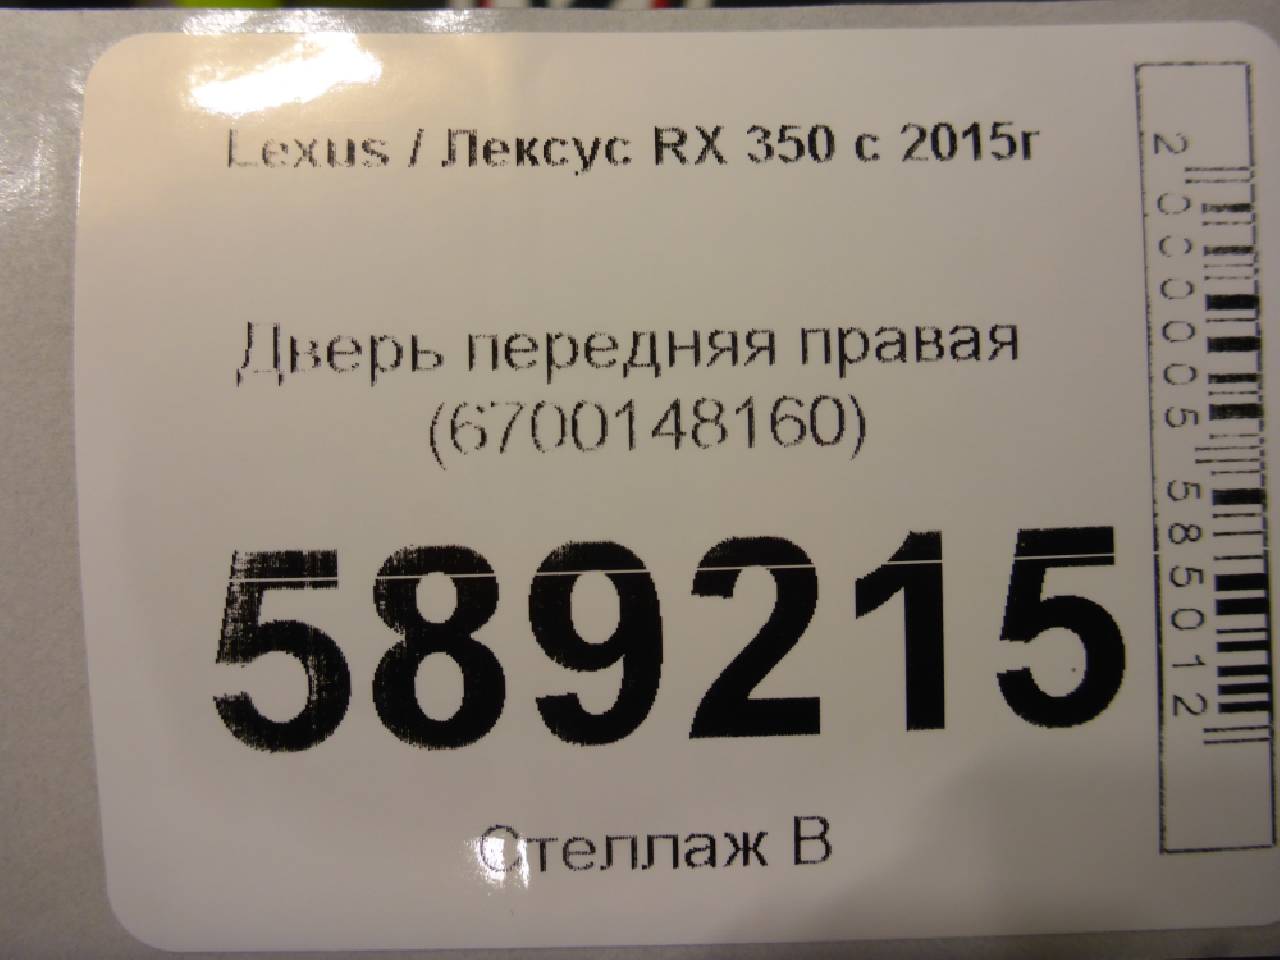 Lexus / Лексус RX 350 с 2015г
Дверь передняя правая
(6700148160)
589215
Стеллаж В
2000005585012